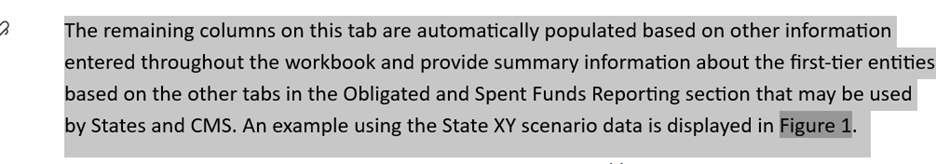 The remaining columns on this tab are automatically populated based on other information
entered throughout the workbook and provide summary information about the first-tier entities
based on the other tabs in the Obligated and Spent Funds Reporting section that may be used
by States and CMS. An example using the State XY scenario data is displayed in Figure 1.